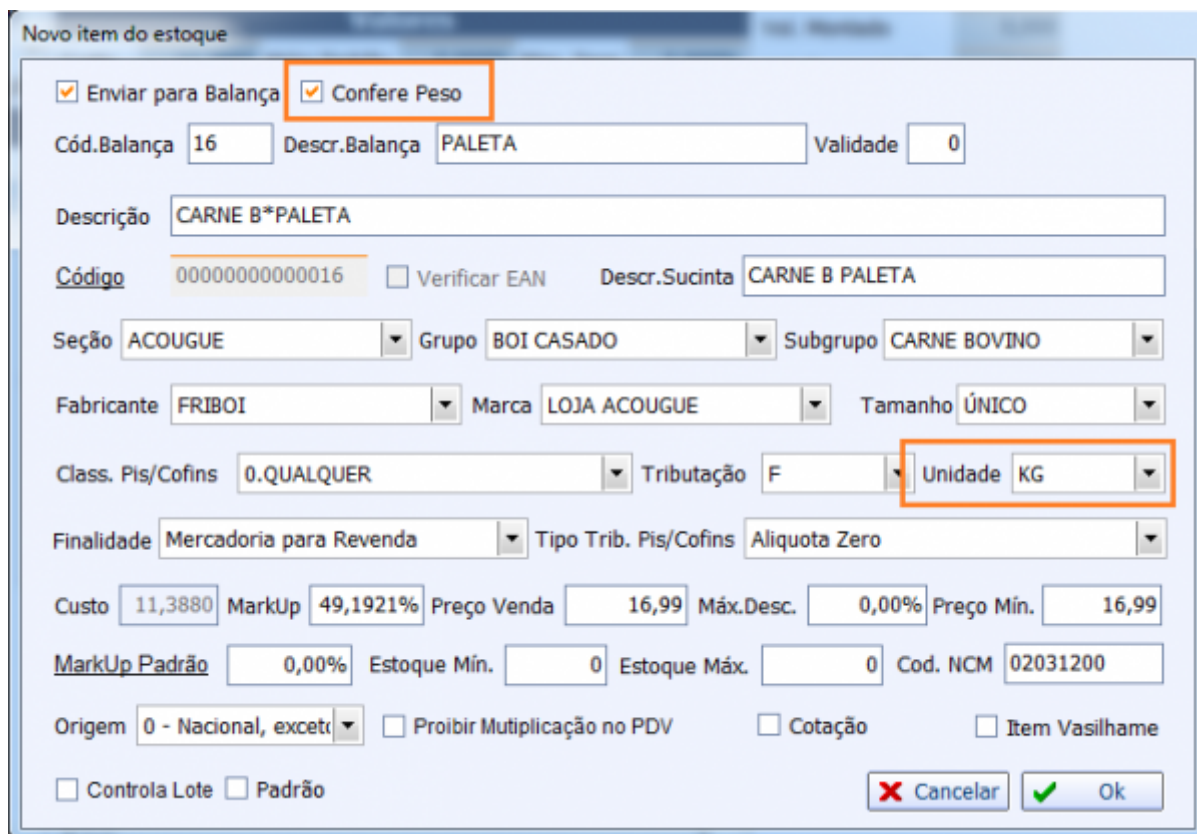 Valores
Novo item do estoque
Enviar para Balança Confere Peso
Cód.Balança 16 Descr.Balança PALETA Validade 0
Descrição CARNE B*PALETA
Código 00000000000016 Verificar EAN Descr.Sucinta CARNE B PALETA
Seção ACOUGUE Grupo BOI CASADO Subgrupo CARNE BOVINO
Fabricante FRIBOI Marca LOJA ACOUGUE Tamanho ÚNICO
Class. Pis/Cofins 0.QUALQUER Tributação F Unidade KG
Finalidade Mercadoria para Revenda Tipo Trib. Pis/Cofins Aliquota Zero
Custo 11,3880 MarkUp 49,1921% Preço Venda 16,99 Máx.Desc. 0,00% Preço Mín. 16,99
MarkUp Padrão 0,00% Estoque Mín. 0 Estoque Máx. 0 Cod. NCM 02031200
Origem 0 - Nacional, excet Proibir Mutiplicação no PDV Cotação Item Vasilhame
Controla Lote Padrão Cancelar Ok